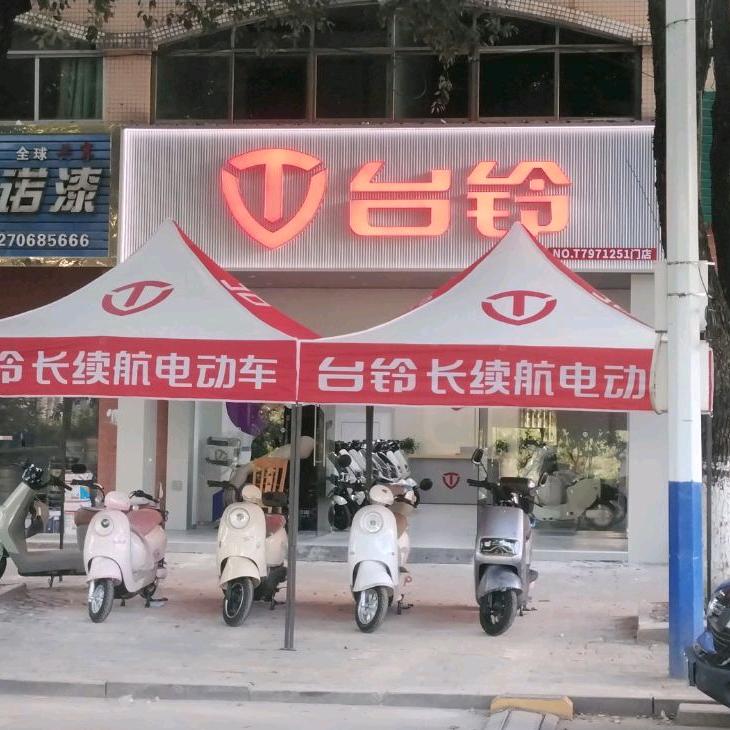 全球
诺漆
270685666
台铃
NO.T7971251门店
铃长续航电动车
台铃长续航电动